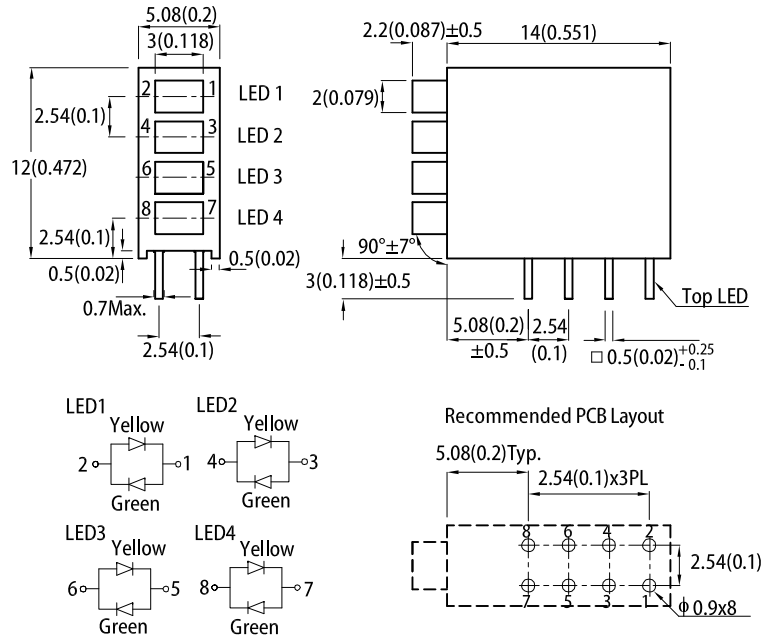 5.08(0.2)
3(0.118)
2 1 LED 1
2.54(0.1)
4 3 LED 2
12(0.472)
6 5 LED 3
8 7 LED 4
2.54(0.1)
0.5(0.02)
0.5(0.02)
0.7Max.
2.54(0.1)
2.2(0.087)±0.5
14(0.551)
2(0.079)
90°±7°
3(0.118)±0.5
Top LED
5.08(0.2)
±0.5
2.54
(0.1)
□ 0.5(0.02) +0.25
- 0.1
LED1
Yellow
2 1
Green
LED2
Yellow
4 3
Green
LED3
Yellow
6 5
Green
LED4
Yellow
8 7
Green
Recommended PCB Layout
5.08(0.2)Typ.
2.54(0.1)x3PL
8 6 4 2
2.54(0.1)
7 5 3 1
ϕ 0.9x8